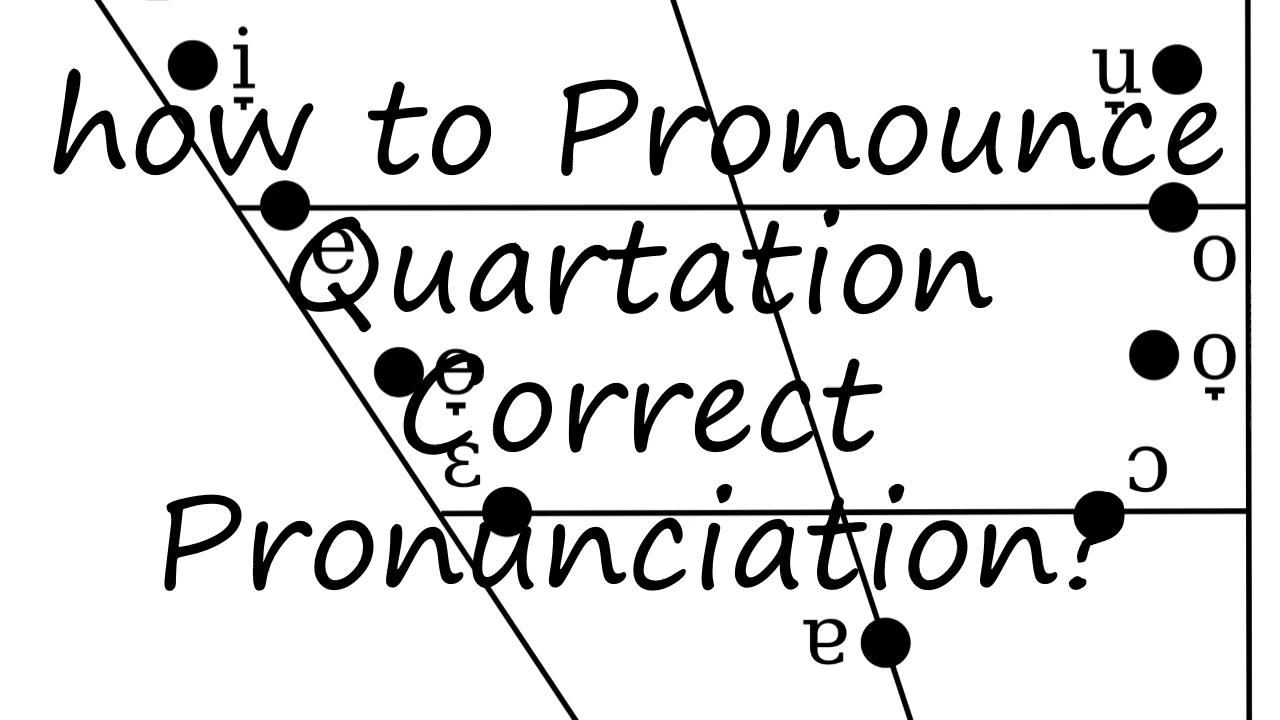 i̞
u̞
how to Pronounce
e
o
Quartation
e̞
o̞
Correct
ɛ
ɔ
Pronunciation?
ɐ